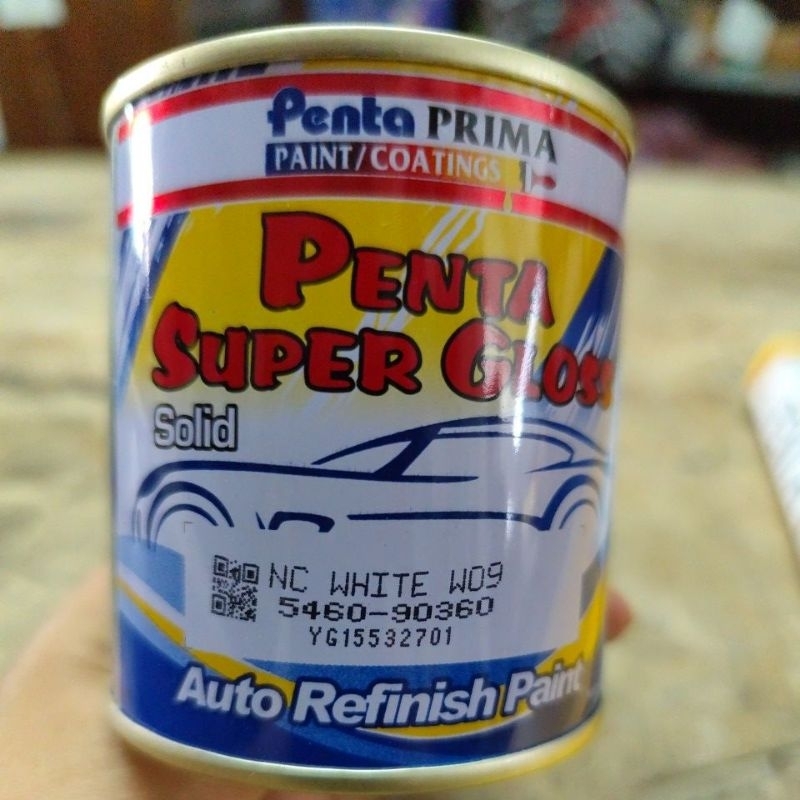 Penta PRIMA
PAINT/COATINGS
PENTA
SUPER GLOSS
Solid
NC WHITE W09
5460-90360
YG15532701
Auto Refinish Paint